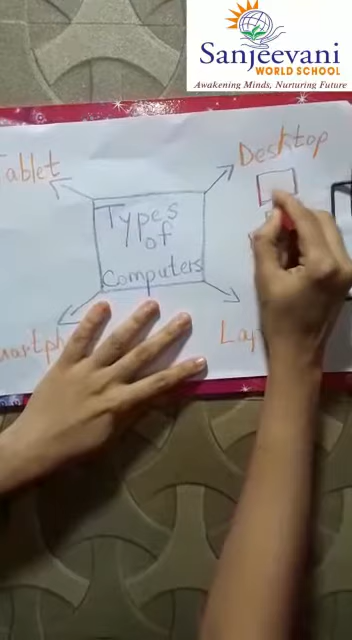 Sanjeevani
WORLD SCHOOL
Awakening Minds, Nurturing Future
Tablet
Desktop
Types
of
Computers